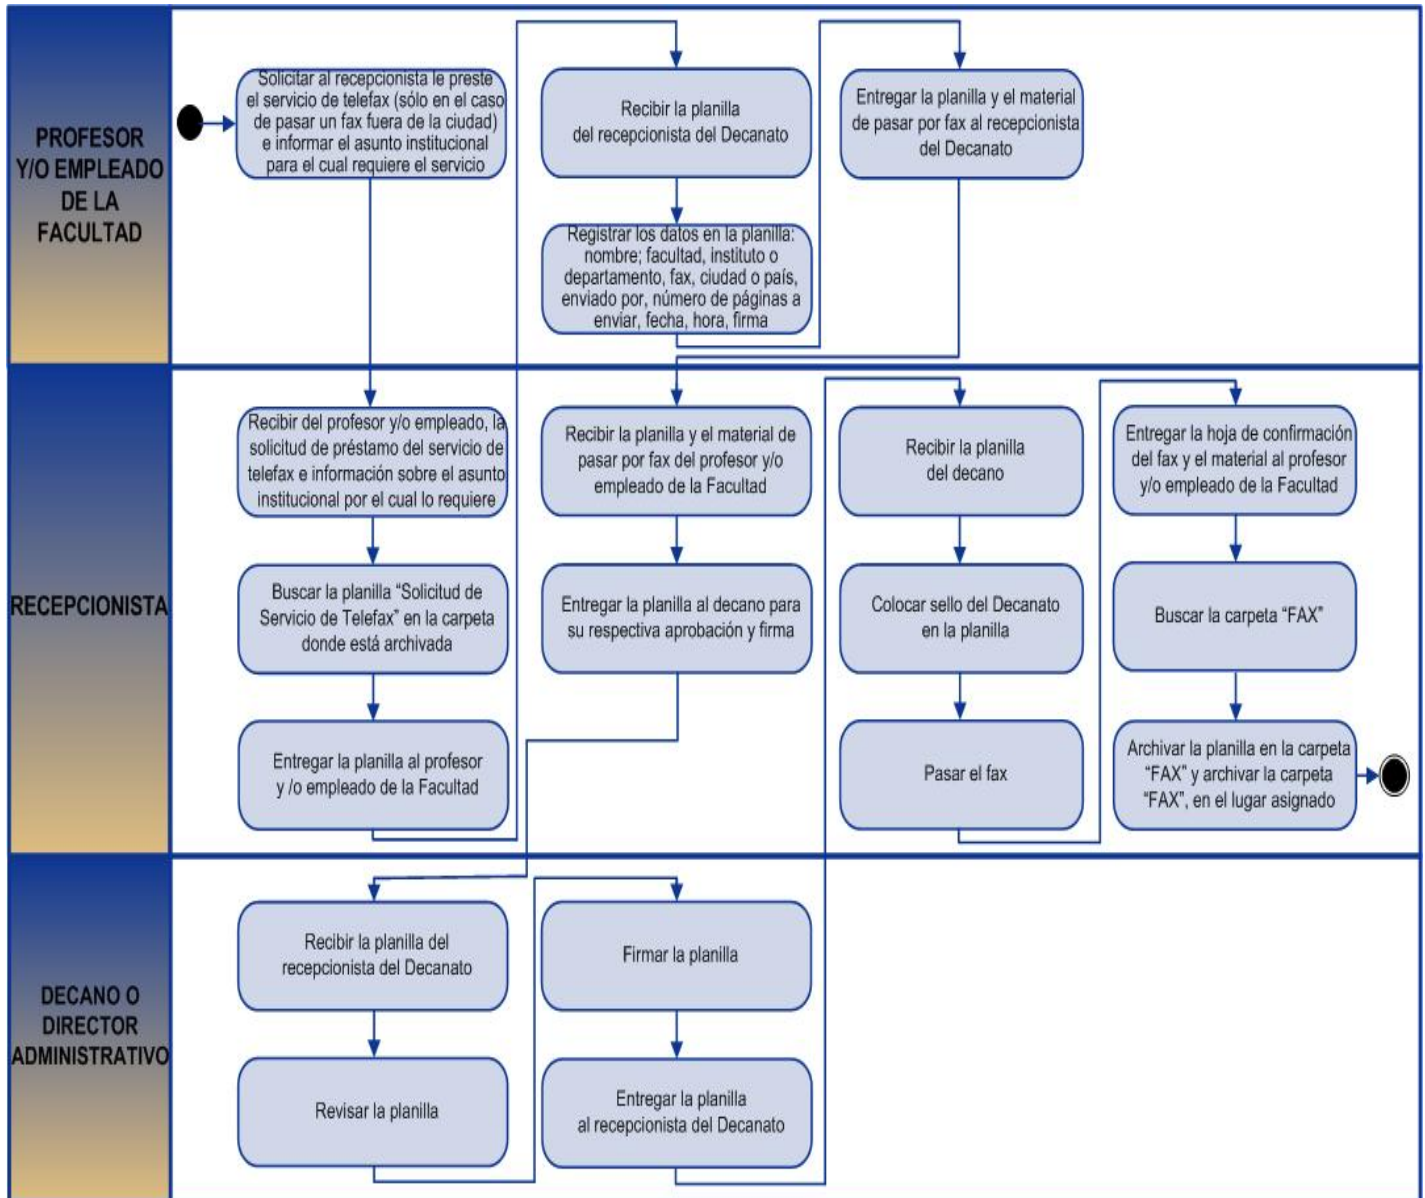 PROFESOR
Y/O EMPLEADO
DE LA
FACULTAD
Solicitar al recepcionista le preste
el servicio de telefax (sólo en el caso
de pasar un fax fuera de la ciudad)
e informar el asunto institucional
para el cual requiere el servicio
Recibir la planilla
del recepcionista del Decanato
Registrar los datos en la planilla:
nombre; facultad, instituto o
departamento, fax, ciudad o país,
enviado por, número de páginas a
enviar, fecha, hora, firma
Entregar la planilla y el material
de pasar por fax al recepcionista
del Decanato
RECEPCIONISTA
Recibir del profesor y/o empleado, la
solicitud de préstamo del servicio de
telefax e información sobre el asunto
institucional por el cual lo requiere
Buscar la planilla “Solicitud de
Servicio de Telefax” en la carpeta
donde está archivada
Entregar la planilla al profesor
y /o empleado de la Facultad
Recibir la planilla y el material de
pasar por fax del profesor y/o
empleado de la Facultad
Entregar la planilla al decano para
su respectiva aprobación y firma
Recibir la planilla
del decano
Colocar sello del Decanato
en la planilla
Pasar el fax
Entregar la hoja de confirmación
del fax y el material al profesor
y/o empleado de la Facultad
Buscar la carpeta “FAX”
Archivar la planilla en la carpeta
“FAX” y archivar la carpeta
“FAX”, en el lugar asignado
DECANO O
DIRECTOR
ADMINISTRATIVO
Recibir la planilla del
recepcionista del Decanato
Revisar la planilla
Firmar la planilla
Entregar la planilla
al recepcionista del Decanato